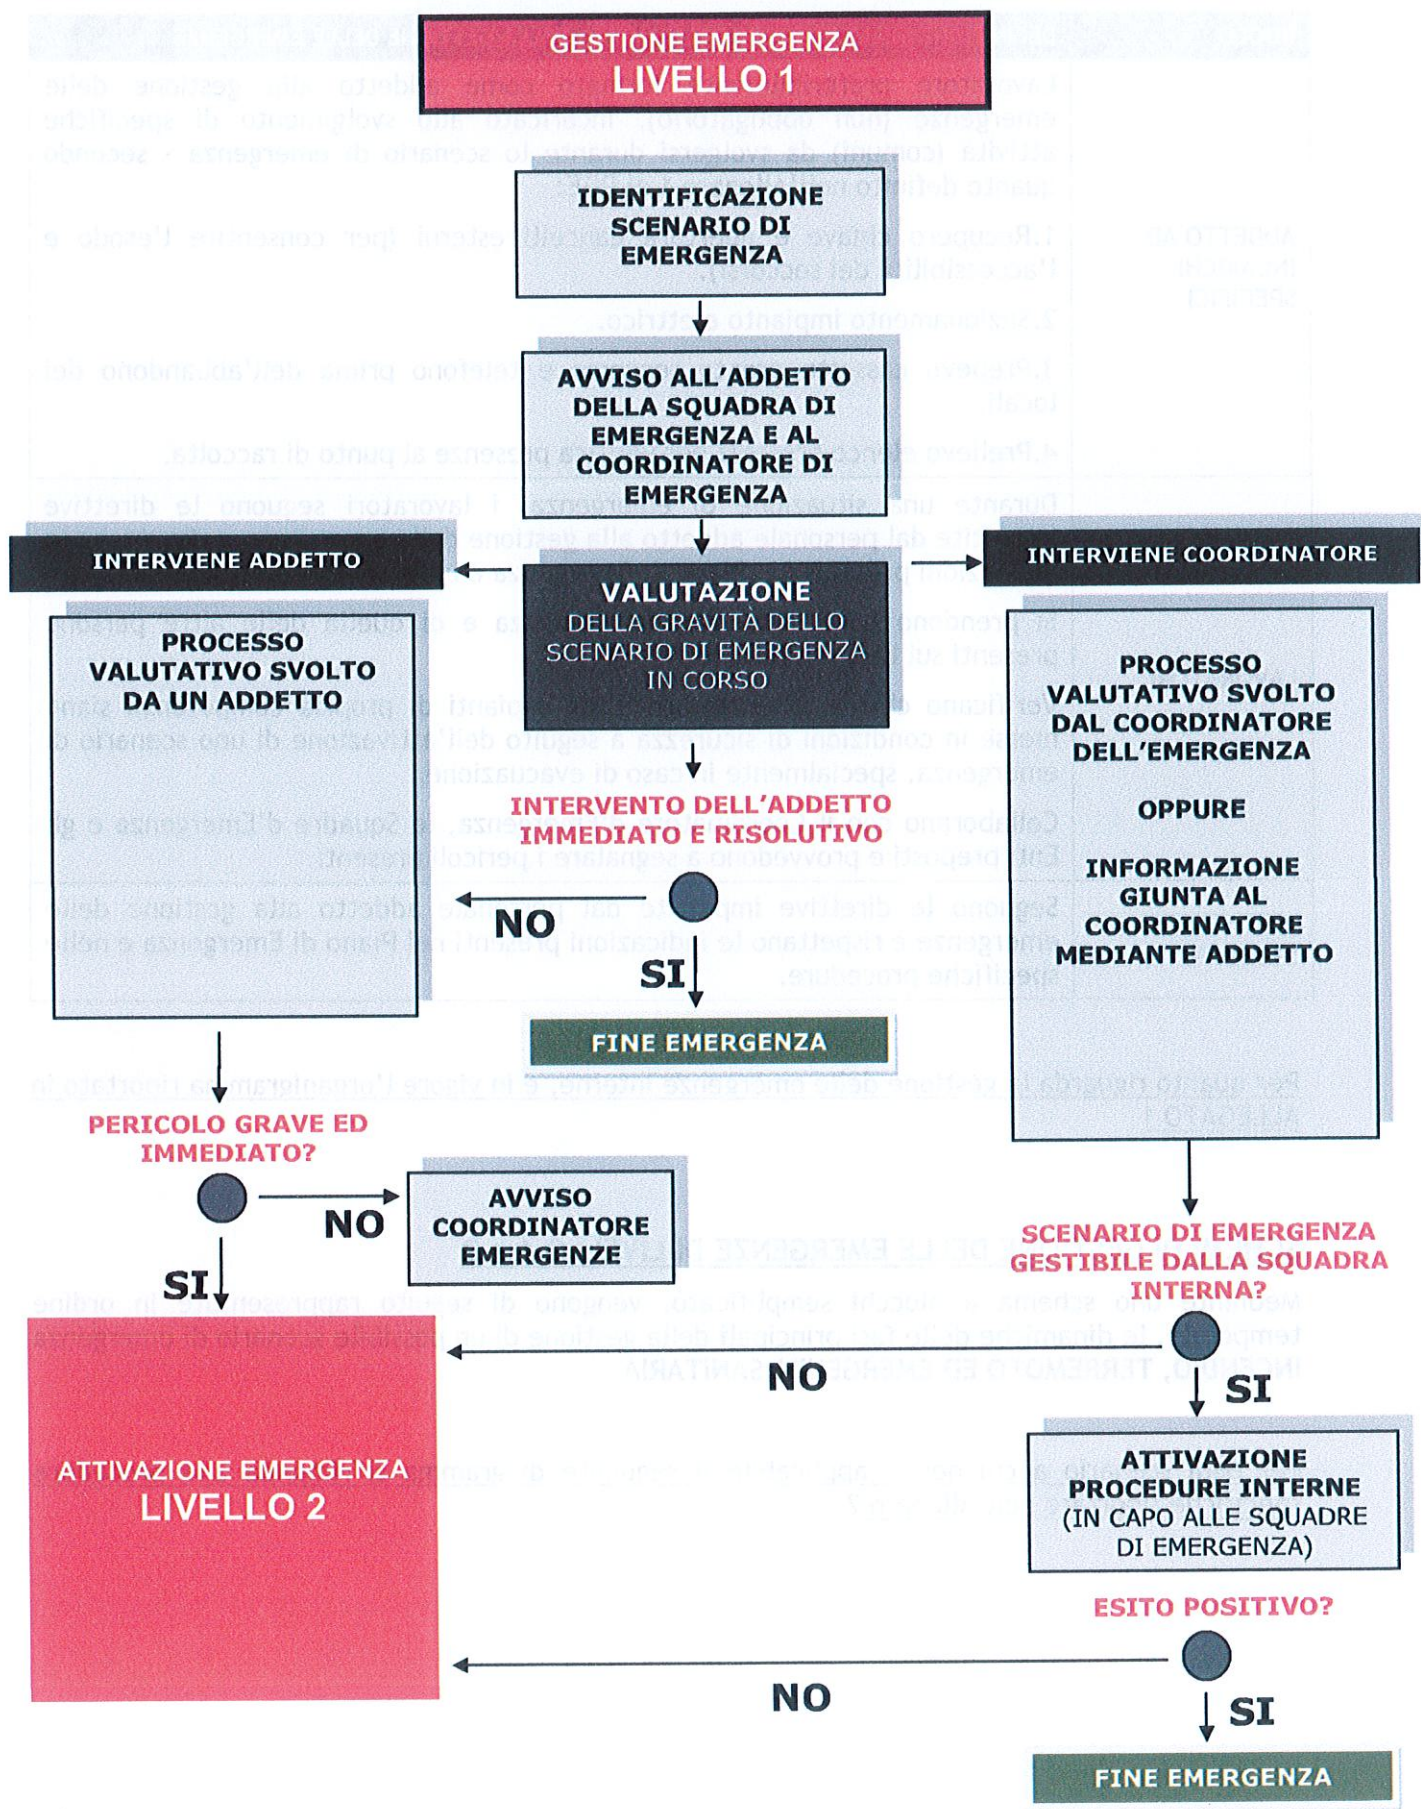 GESTIONE EMERGENZA
LIVELLO 1
IDENTIFICAZIONE
SCENARIO DI
EMERGENZA
AVVISO ALL'ADDETTO
DELLA SQUADRA DI
EMERGENZA E AL
COORDINATORE DI
EMERGENZA
INTERVIENE ADDETTO
INTERVIENE COORDINATORE
VALUTAZIONE
DELLA GRAVITÀ DELLO
SCENARIO DI EMERGENZA
IN CORSO
PROCESSO
VALUTATIVO SVOLTO
DA UN ADDETTO
PROCESSO
VALUTATIVO SVOLTO
DAL COORDINATORE
DELL'EMERGENZA
OPPURE
INFORMAZIONE
GIUNTA AL
COORDINATORE
MEDIANTE ADDETTO
INTERVENTO DELL'ADDETTO
IMMEDIATO E RISOLUTIVO
NO
SI
FINE EMERGENZA
PERICOLO GRAVE ED
IMMEDIATO?
NO
AVVISO
COORDINATORE
EMERGENZE
SI
SCENARIO DI EMERGENZA
GESTIBILE DALLA SQUADRA
INTERNA?
NO
SI
ATTIVAZIONE EMERGENZA
LIVELLO 2
ATTIVAZIONE
PROCEDURE INTERNE
(IN CAPO ALLE SQUADRE
DI EMERGENZA)
ESITO POSITIVO?
NO
SI
FINE EMERGENZA